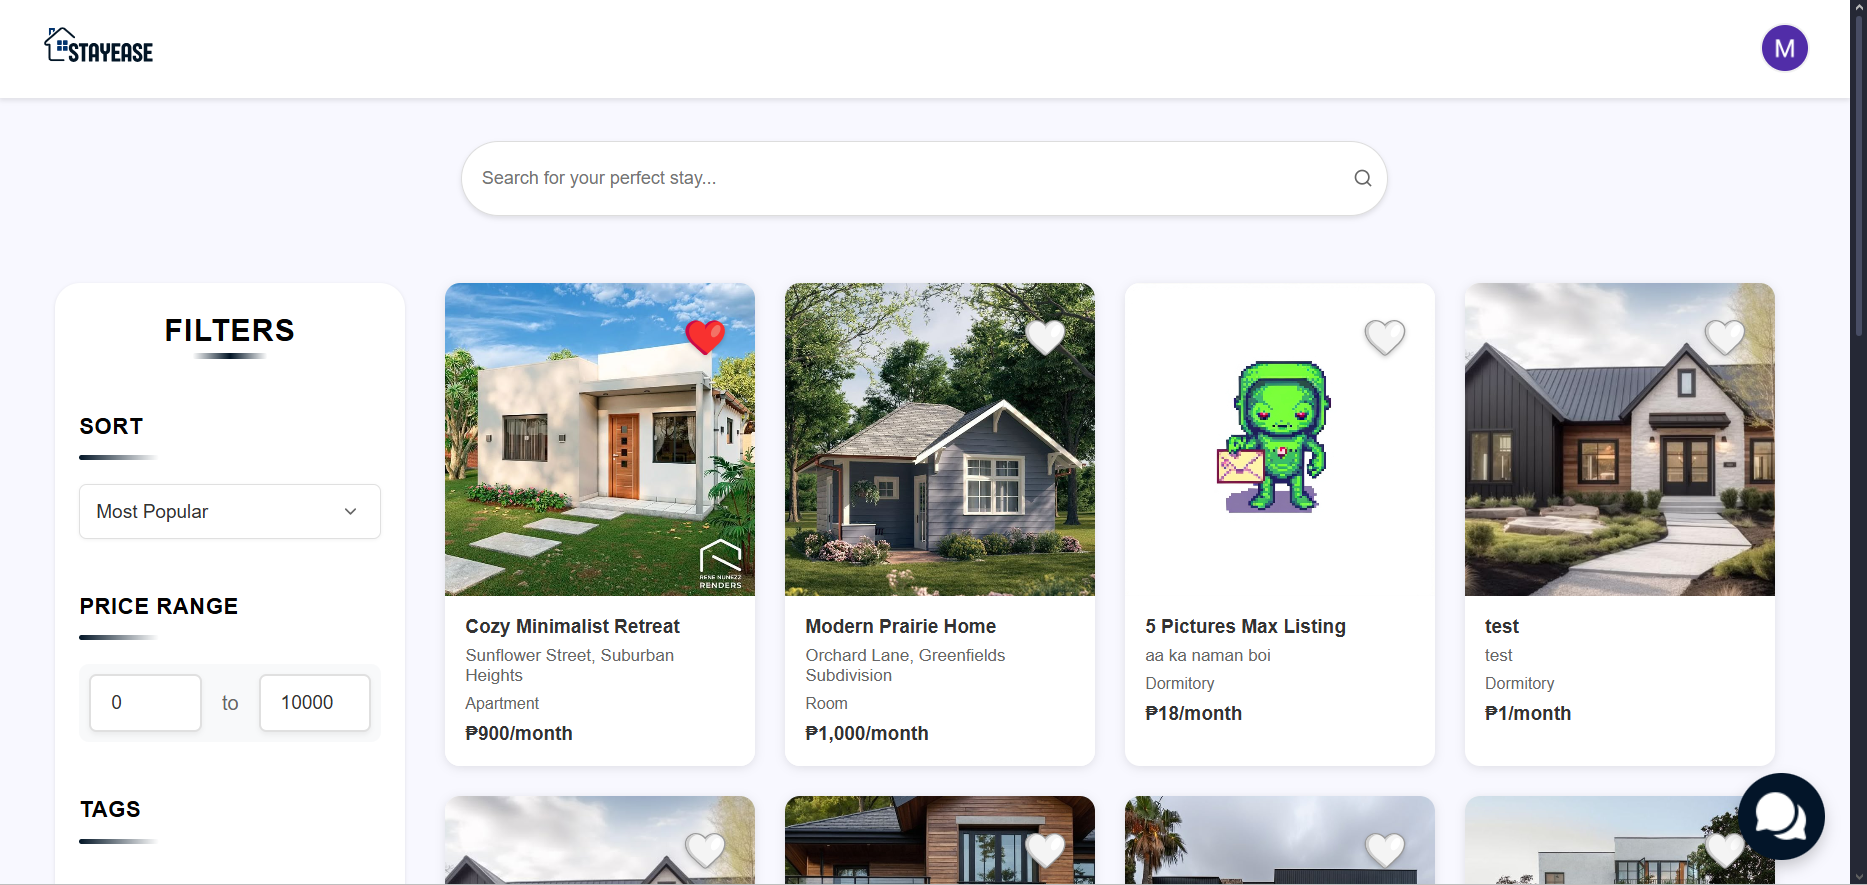 STAYEASE
M
Search for your perfect stay...
FILTERS
SORT
Most Popular
PRICE RANGE
0 to 10000
TAGS
RENE NUNEZZ
RENDERS
Cozy Minimalist Retreat
Sunflower Street, Suburban
Heights
Apartment
₱900/month
Modern Prairie Home
Orchard Lane, Greenfields
Subdivision
Room
₱1,000/month
5 Pictures Max Listing
aa ka naman boi
Dormitory
₱18/month
test
test
Dormitory
₱1/month